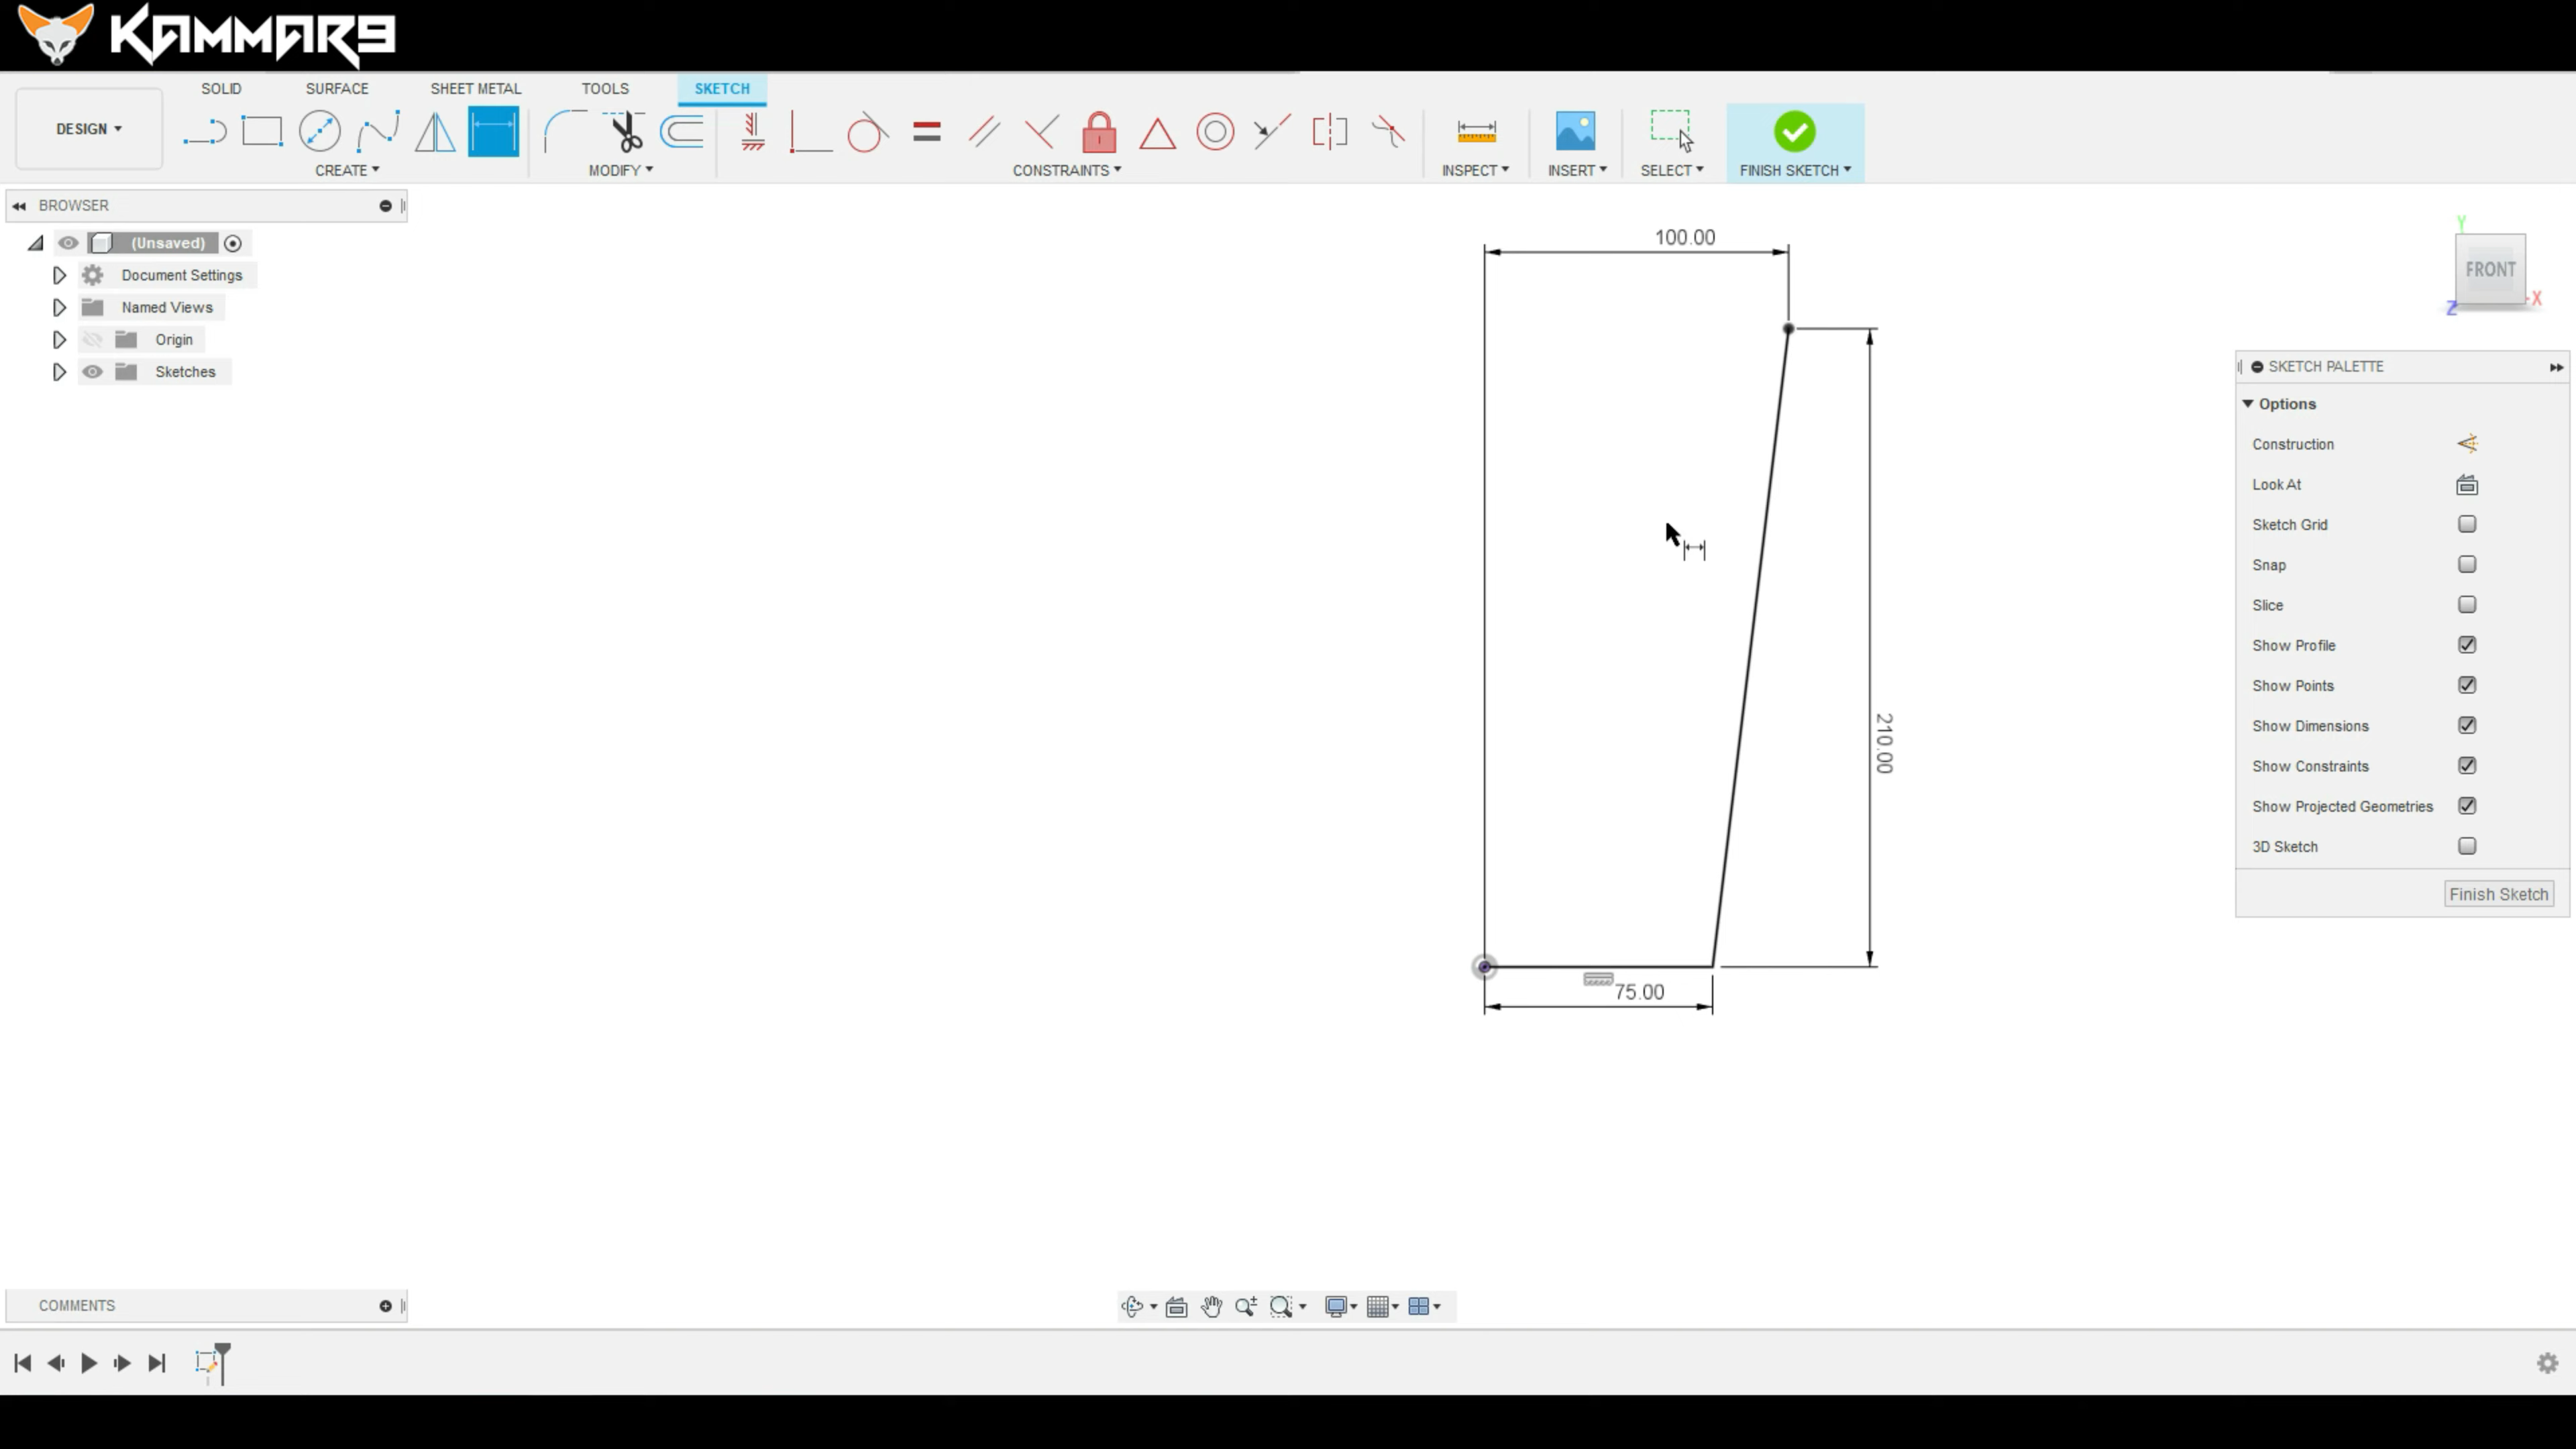 KAMMAR9
SOLID SURFACE SHEET METAL TOOLS SKETCH
DESIGN
CREATE MODIFY CONSTRAINTS INSPECT INSERT SELECT FINISH SKETCH
BROWSER
(Unsaved)
Document Settings
Named Views
Origin
Sketches
100.00
210.00
75.00
Y
FRONT
X
Z
SKETCH PALETTE
Options
Construction
Look At
Sketch Grid
Snap
Slice
Show Profile
Show Points
Show Dimensions
Show Constraints
Show Projected Geometries
3D Sketch
Finish Sketch
COMMENTS